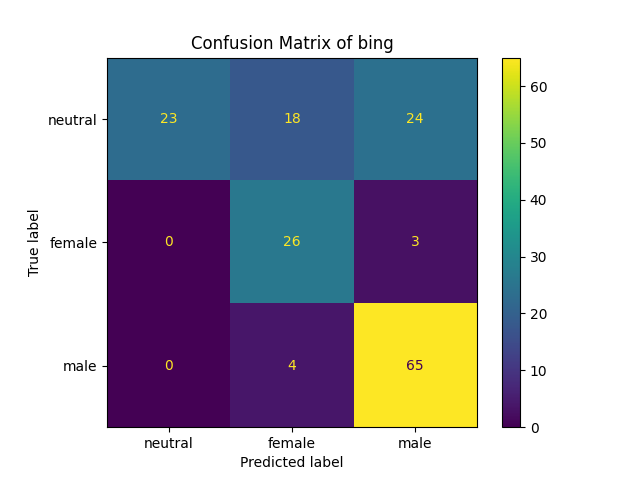 Confusion Matrix of bing
True label
neutral 23 18 24
female 0 26 3
male 0 4 65
neutral female male
Predicted label
60
50
40
30
20
10
0